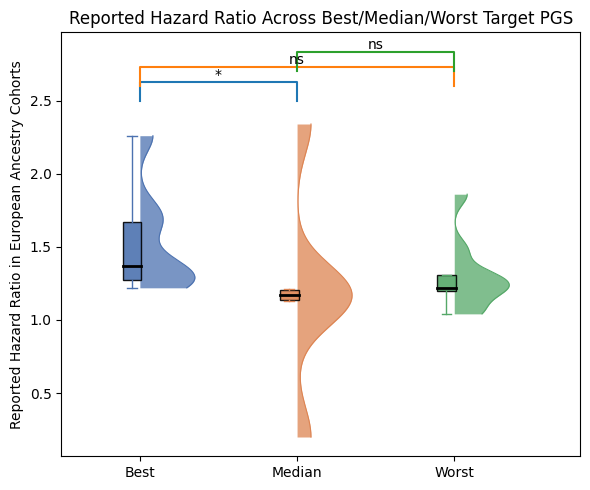 Reported Hazard Ratio Across Best/Median/Worst Target PGS
Reported Hazard Ratio in European Ancestry Cohorts
ns
ns
*
2.5
2.0
1.5
1.0
0.5
Best
Median
Worst